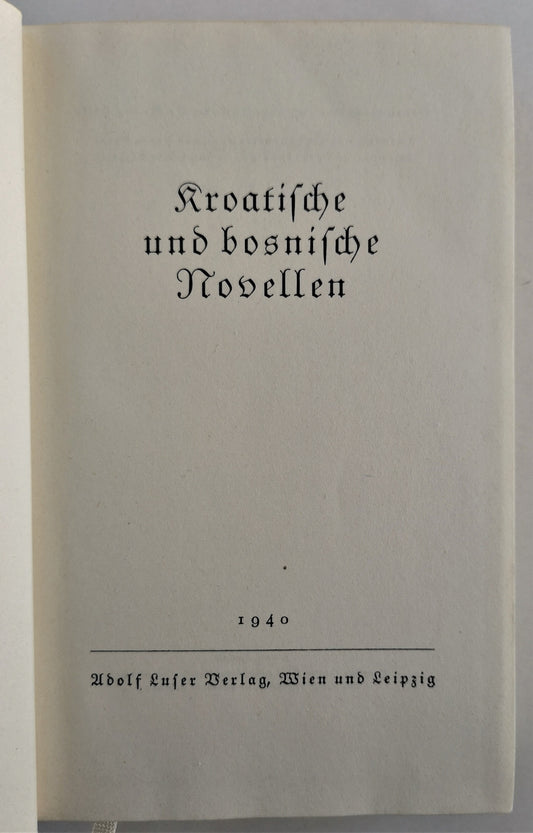 Kroatische
und bosnische
Novellen
1940
Adolf Luser Verlag, Wien und Leipzig